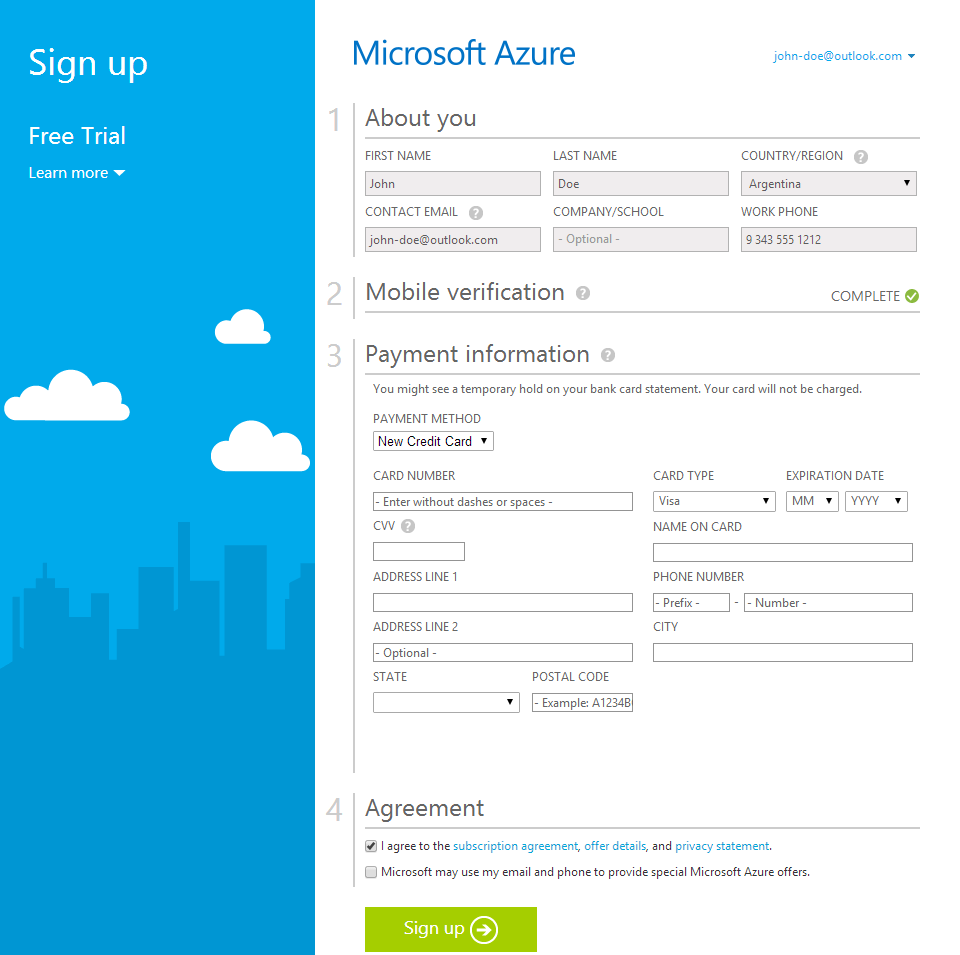 Sign up
Free Trial
Learn more
Microsoft Azure
john-doe@outlook.com
1
About you
FIRST NAME LAST NAME COUNTRY/REGION ?
John Doe Argentina
CONTACT EMAIL ? COMPANY/SCHOOL WORK PHONE
john-doe@outlook.com - Optional - 9 343 555 1212
2
Mobile verification ? COMPLETE
3
Payment information ?
You might see a temporary hold on your bank card statement. Your card will not be charged.
PAYMENT METHOD
New Credit Card
CARD NUMBER CARD TYPE EXPIRATION DATE
- Enter without dashes or spaces - Visa MM YYYY
CVV ? NAME ON CARD
ADDRESS LINE 1 PHONE NUMBER
- Prefix - - - Number -
ADDRESS LINE 2 CITY
- Optional -
STATE POSTAL CODE
- Example: A1234B
4
Agreement
I agree to the subscription agreement, offer details, and privacy statement.
Microsoft may use my email and phone to provide special Microsoft Azure offers.
Sign up